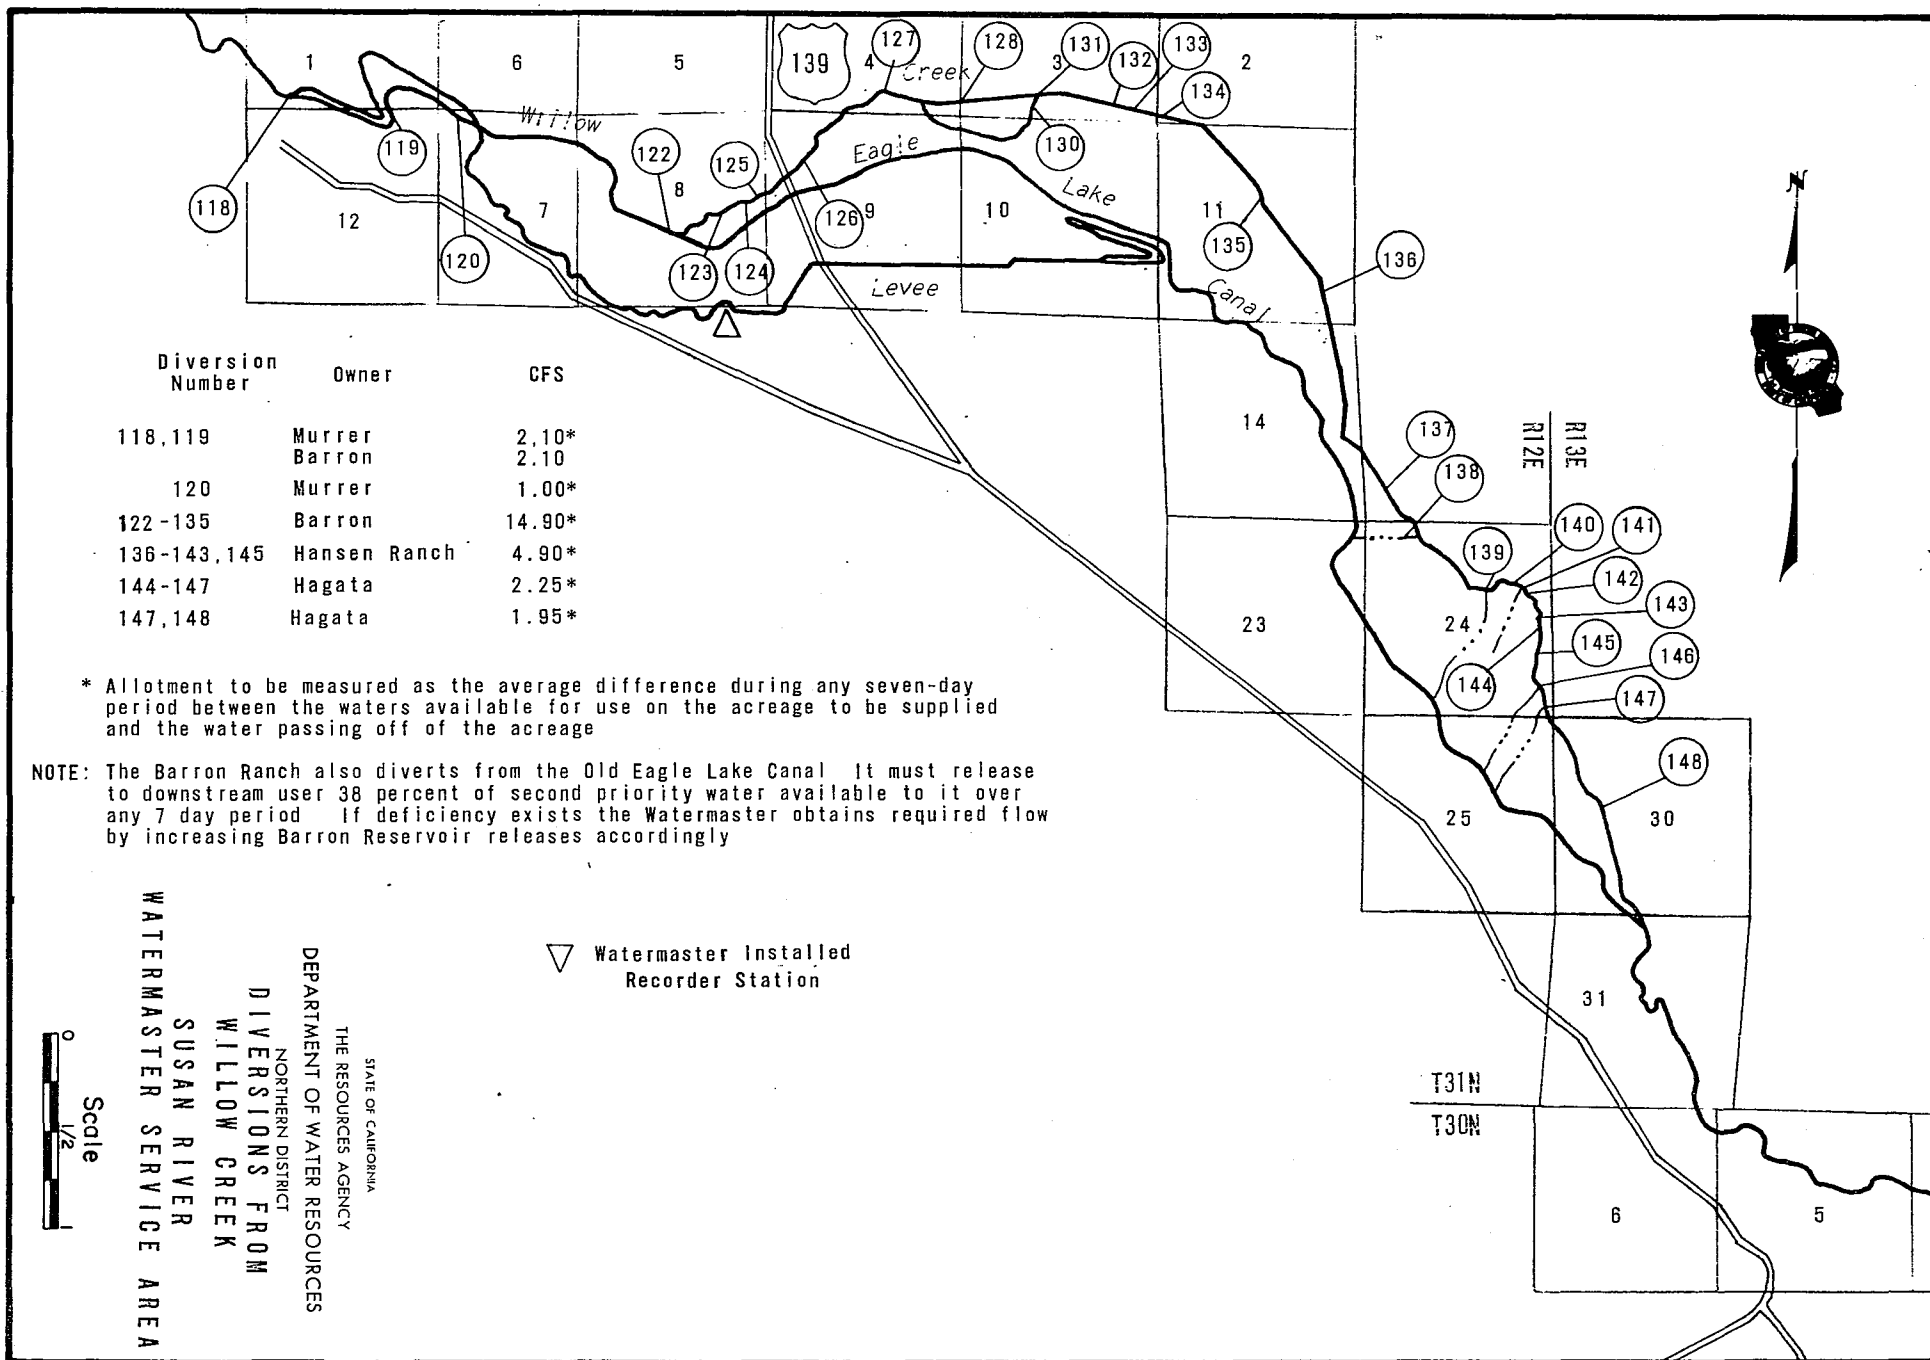 1
6
5
139
4
127
128
3
131
132
133
2
134
Creek
Willow
Eagle
Lake
Canal
Levee
118
119
120
12
7
8
122
123
124
125
126
9
10
130
11
135
136
Diversion Number Owner CFS
118,119 Murrer 2,10*
Barron 2.10
120 Murrer 1.00*
122-135 Barron 14.90*
136-143,145 Hansen Ranch 4.90*
144-147 Hagata 2.25*
147,148 Hagata 1.95*
* Allotment to be measured as the average difference during any seven-day
period between the waters available for use on the acreage to be supplied
and the water passing off of the acreage
NOTE: The Barron Ranch also diverts from the Old Eagle Lake Canal It must release
to downstream user 38 percent of second priority water available to it over
any 7 day period If deficiency exists the Watermaster obtains required flow
by increasing Barron Reservoir releases accordingly
Watermaster Installed
Recorder Station
N
14
137
138
R12E
R13E
139
140
141
142
143
23
24
144
145
146
147
148
25
30
31
T31N
T30N
6
5
STATE OF CALIFORNIA
THE RESOURCES AGENCY
DEPARTMENT OF WATER RESOURCES
NORTHERN DISTRICT
DIVERSIONS FROM
WILLOW CREEK
SUSAN RIVER
WATERMASTER SERVICE AREA
Scale
0 1/2 1